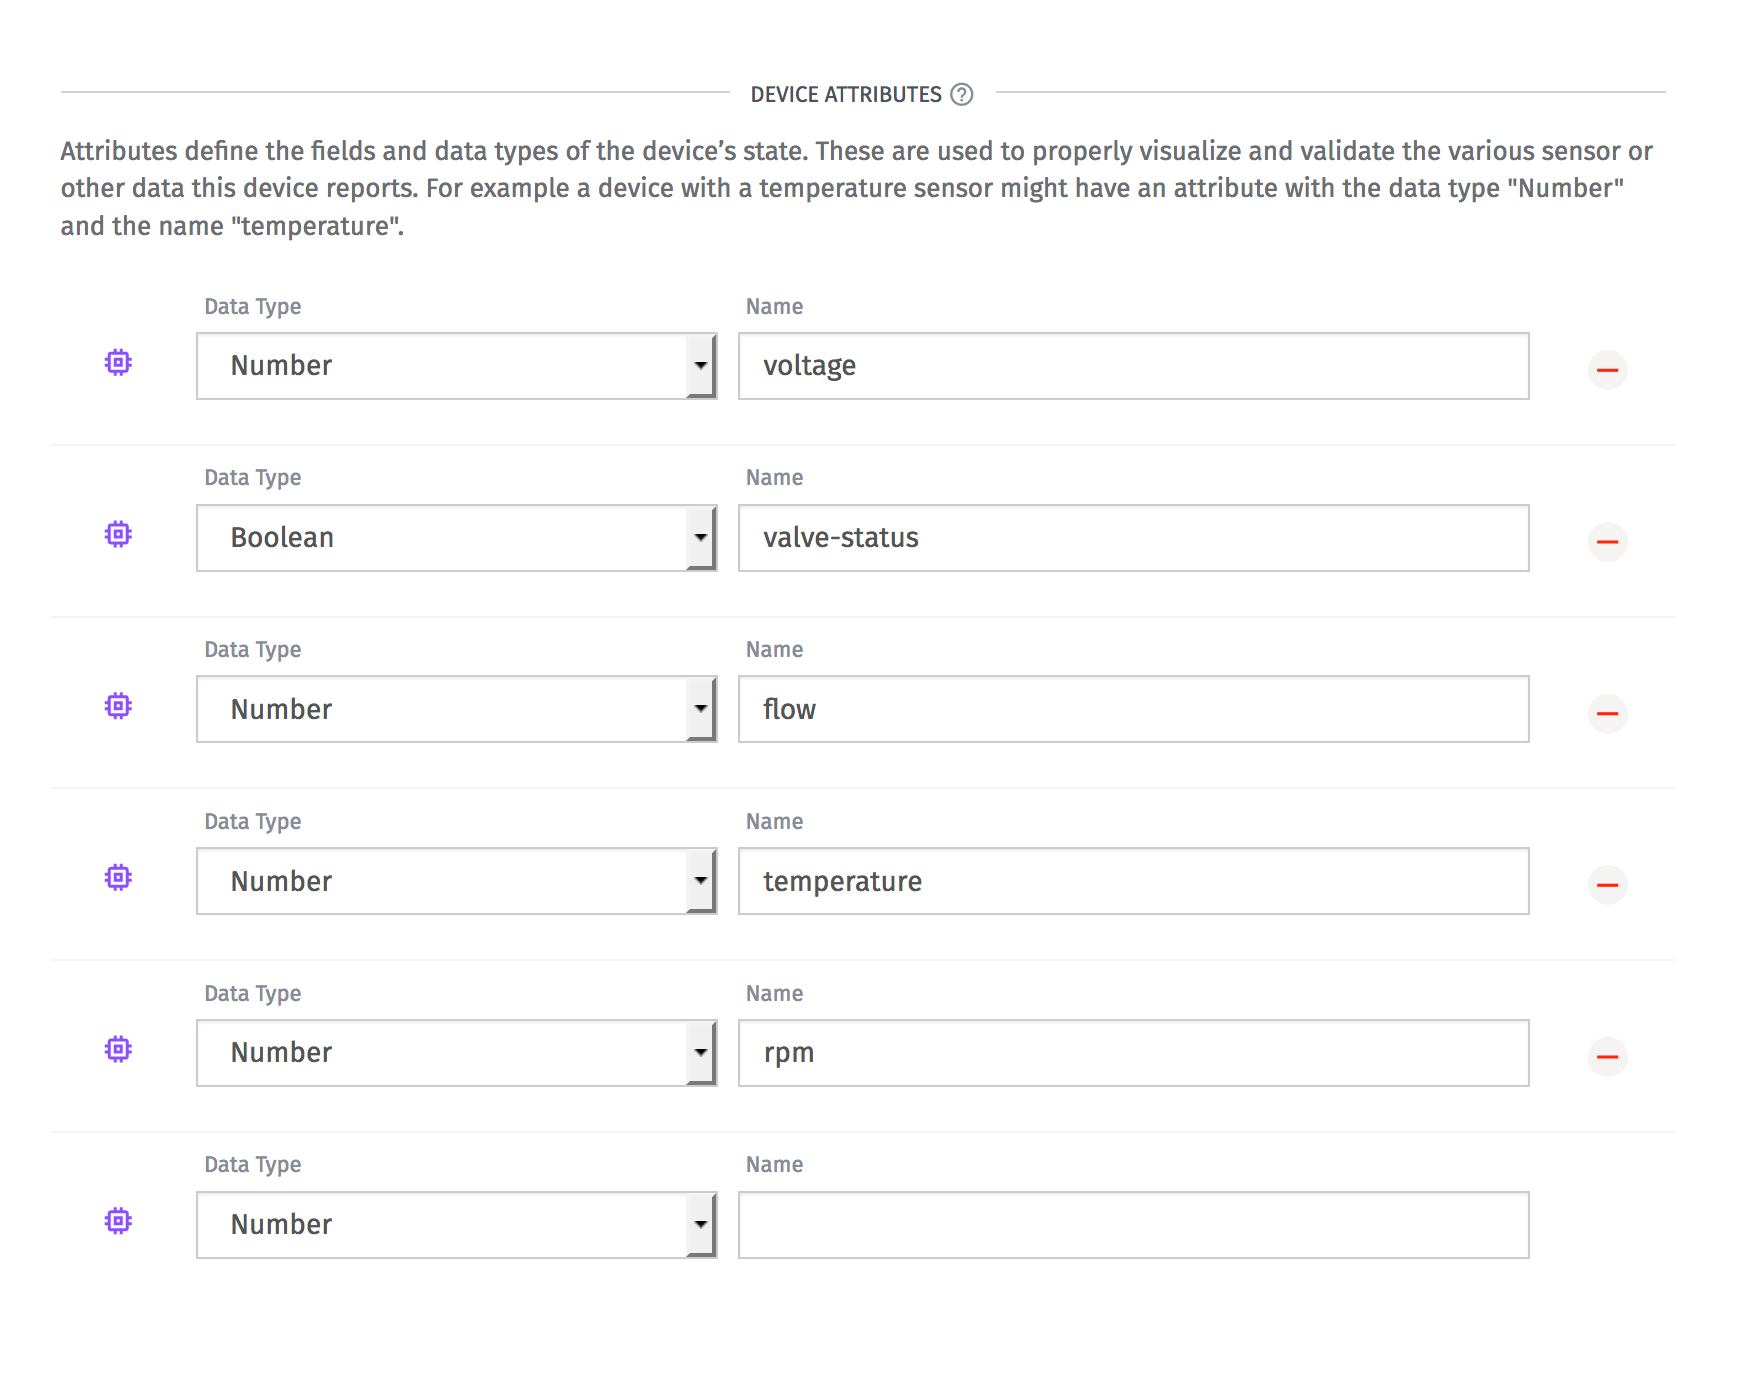 DEVICE ATTRIBUTES ?
Attributes define the fields and data types of the device’s state. These are used to properly visualize and validate the various sensor or
other data this device reports. For example a device with a temperature sensor might have an attribute with the data type "Number"
and the name "temperature".
Data Type Name
Number voltage
Data Type Name
Boolean valve-status
Data Type Name
Number flow
Data Type Name
Number temperature
Data Type Name
Number rpm
Data Type Name
Number